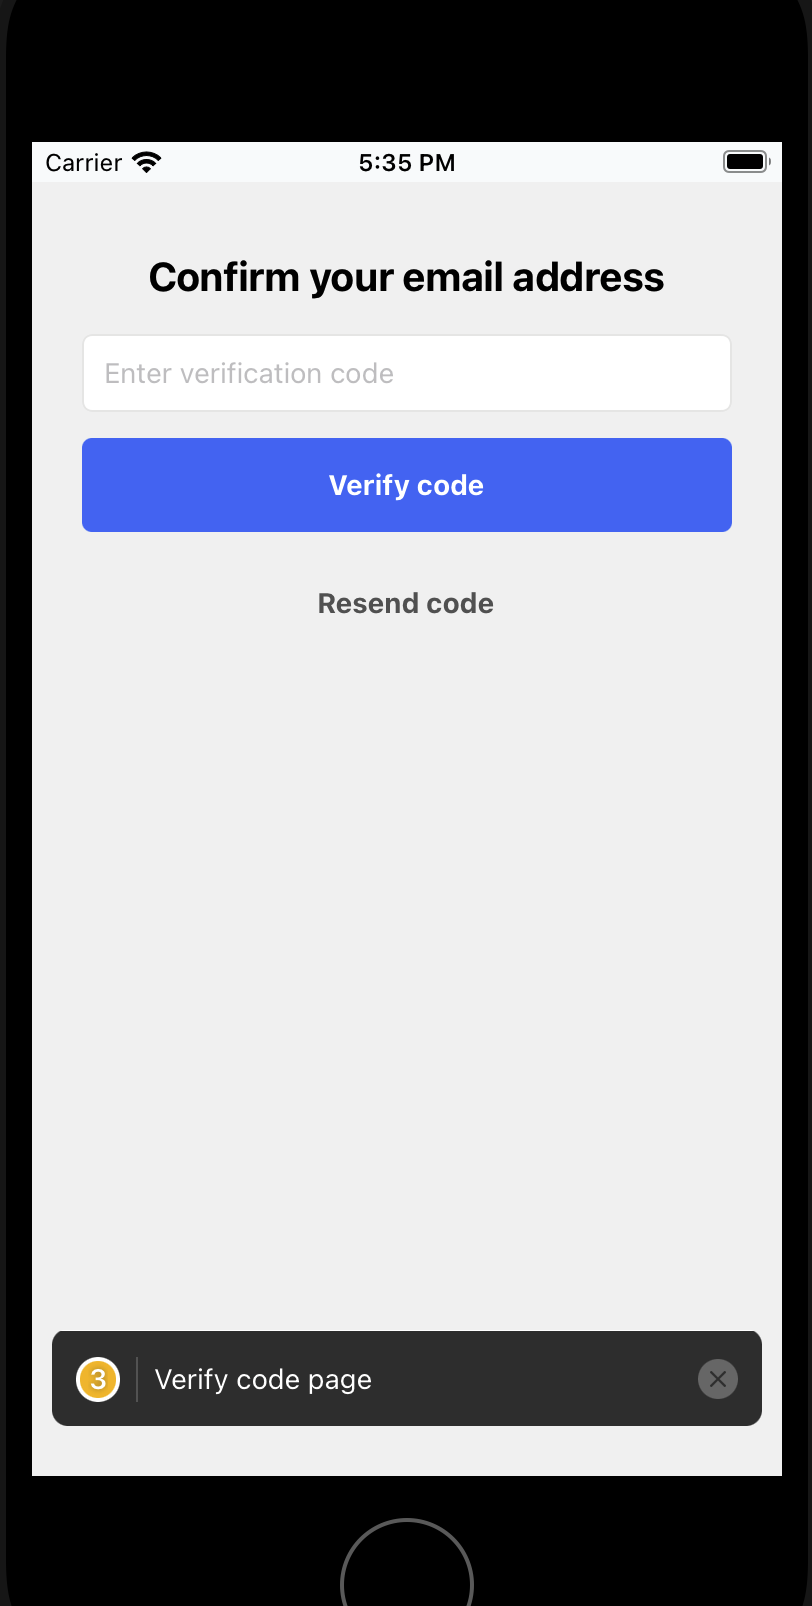 Carrier
5:35 PM
Confirm your email address
Enter verification code
Verify code
Resend code
3
Verify code page